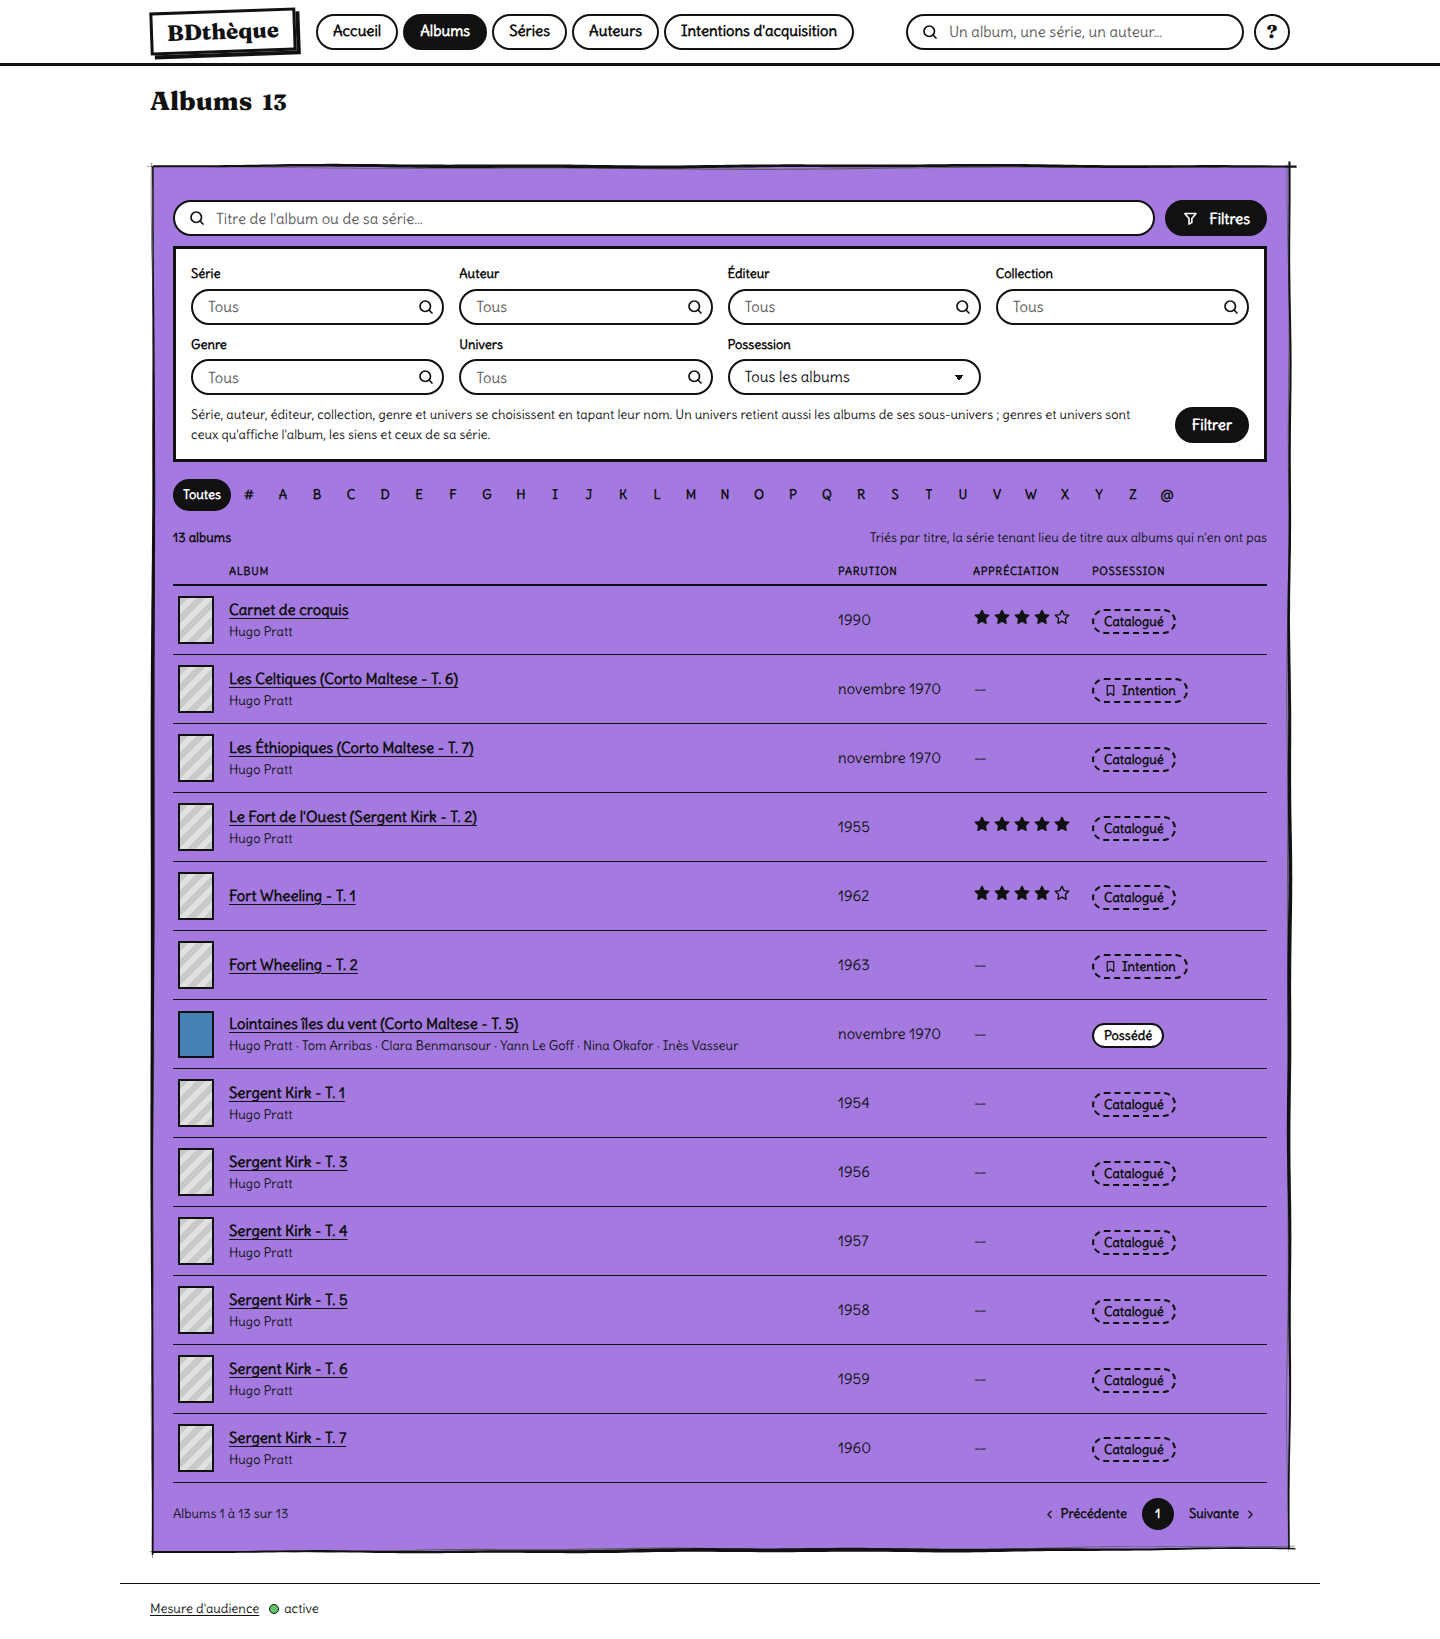 BDthèque Accueil Albums Séries Auteurs Intentions d'acquisition Un album, une série, un auteur... ?
Albums 13
Titre de l'album ou de sa série... Filtres
Série Auteur Éditeur Collection
Tous Tous Tous Tous
Genre Univers Possession
Tous Tous Tous les albums
Série, auteur, éditeur, collection, genre et univers se choisissent en tapant leur nom. Un univers retient aussi les albums de ses sous-univers ; genres et univers sont
ceux qu'affiche l'album, les siens et ceux de sa série.
Filtrer
Toutes # A B C D E F G H I J K L M N O P Q R S T U V W X Y Z @
13 albums Triés par titre, la série tenant lieu de titre aux albums qui n'en ont pas
ALBUM PARUTION APPRÉCIATION POSSESSION
Carnet de croquis
Hugo Pratt
1990 Catalogué
Les Celtiques (Corto Maltese - T. 6)
Hugo Pratt
novembre 1970 — Intention
Les Éthiopiques (Corto Maltese - T. 7)
Hugo Pratt
novembre 1970 — Catalogué
Le Fort de l'Ouest (Sergent Kirk - T. 2)
Hugo Pratt
1955 Catalogué
Fort Wheeling - T. 1 1962 Catalogué
Fort Wheeling - T. 2 1963 — Intention
Lointaines îles du vent (Corto Maltese - T. 5)
Hugo Pratt · Tom Arribas · Clara Benmansour · Yann Le Goff · Nina Okafor · Inès Vasseur
novembre 1970 — Possédé
Sergent Kirk - T. 1
Hugo Pratt
1954 — Catalogué
Sergent Kirk - T. 3
Hugo Pratt
1956 — Catalogué
Sergent Kirk - T. 4
Hugo Pratt
1957 — Catalogué
Sergent Kirk - T. 5
Hugo Pratt
1958 — Catalogué
Sergent Kirk - T. 6
Hugo Pratt
1959 — Catalogué
Sergent Kirk - T. 7
Hugo Pratt
1960 — Catalogué
Albums 1 à 13 sur 13 Précédente 1 Suivante
Mesure d'audience active